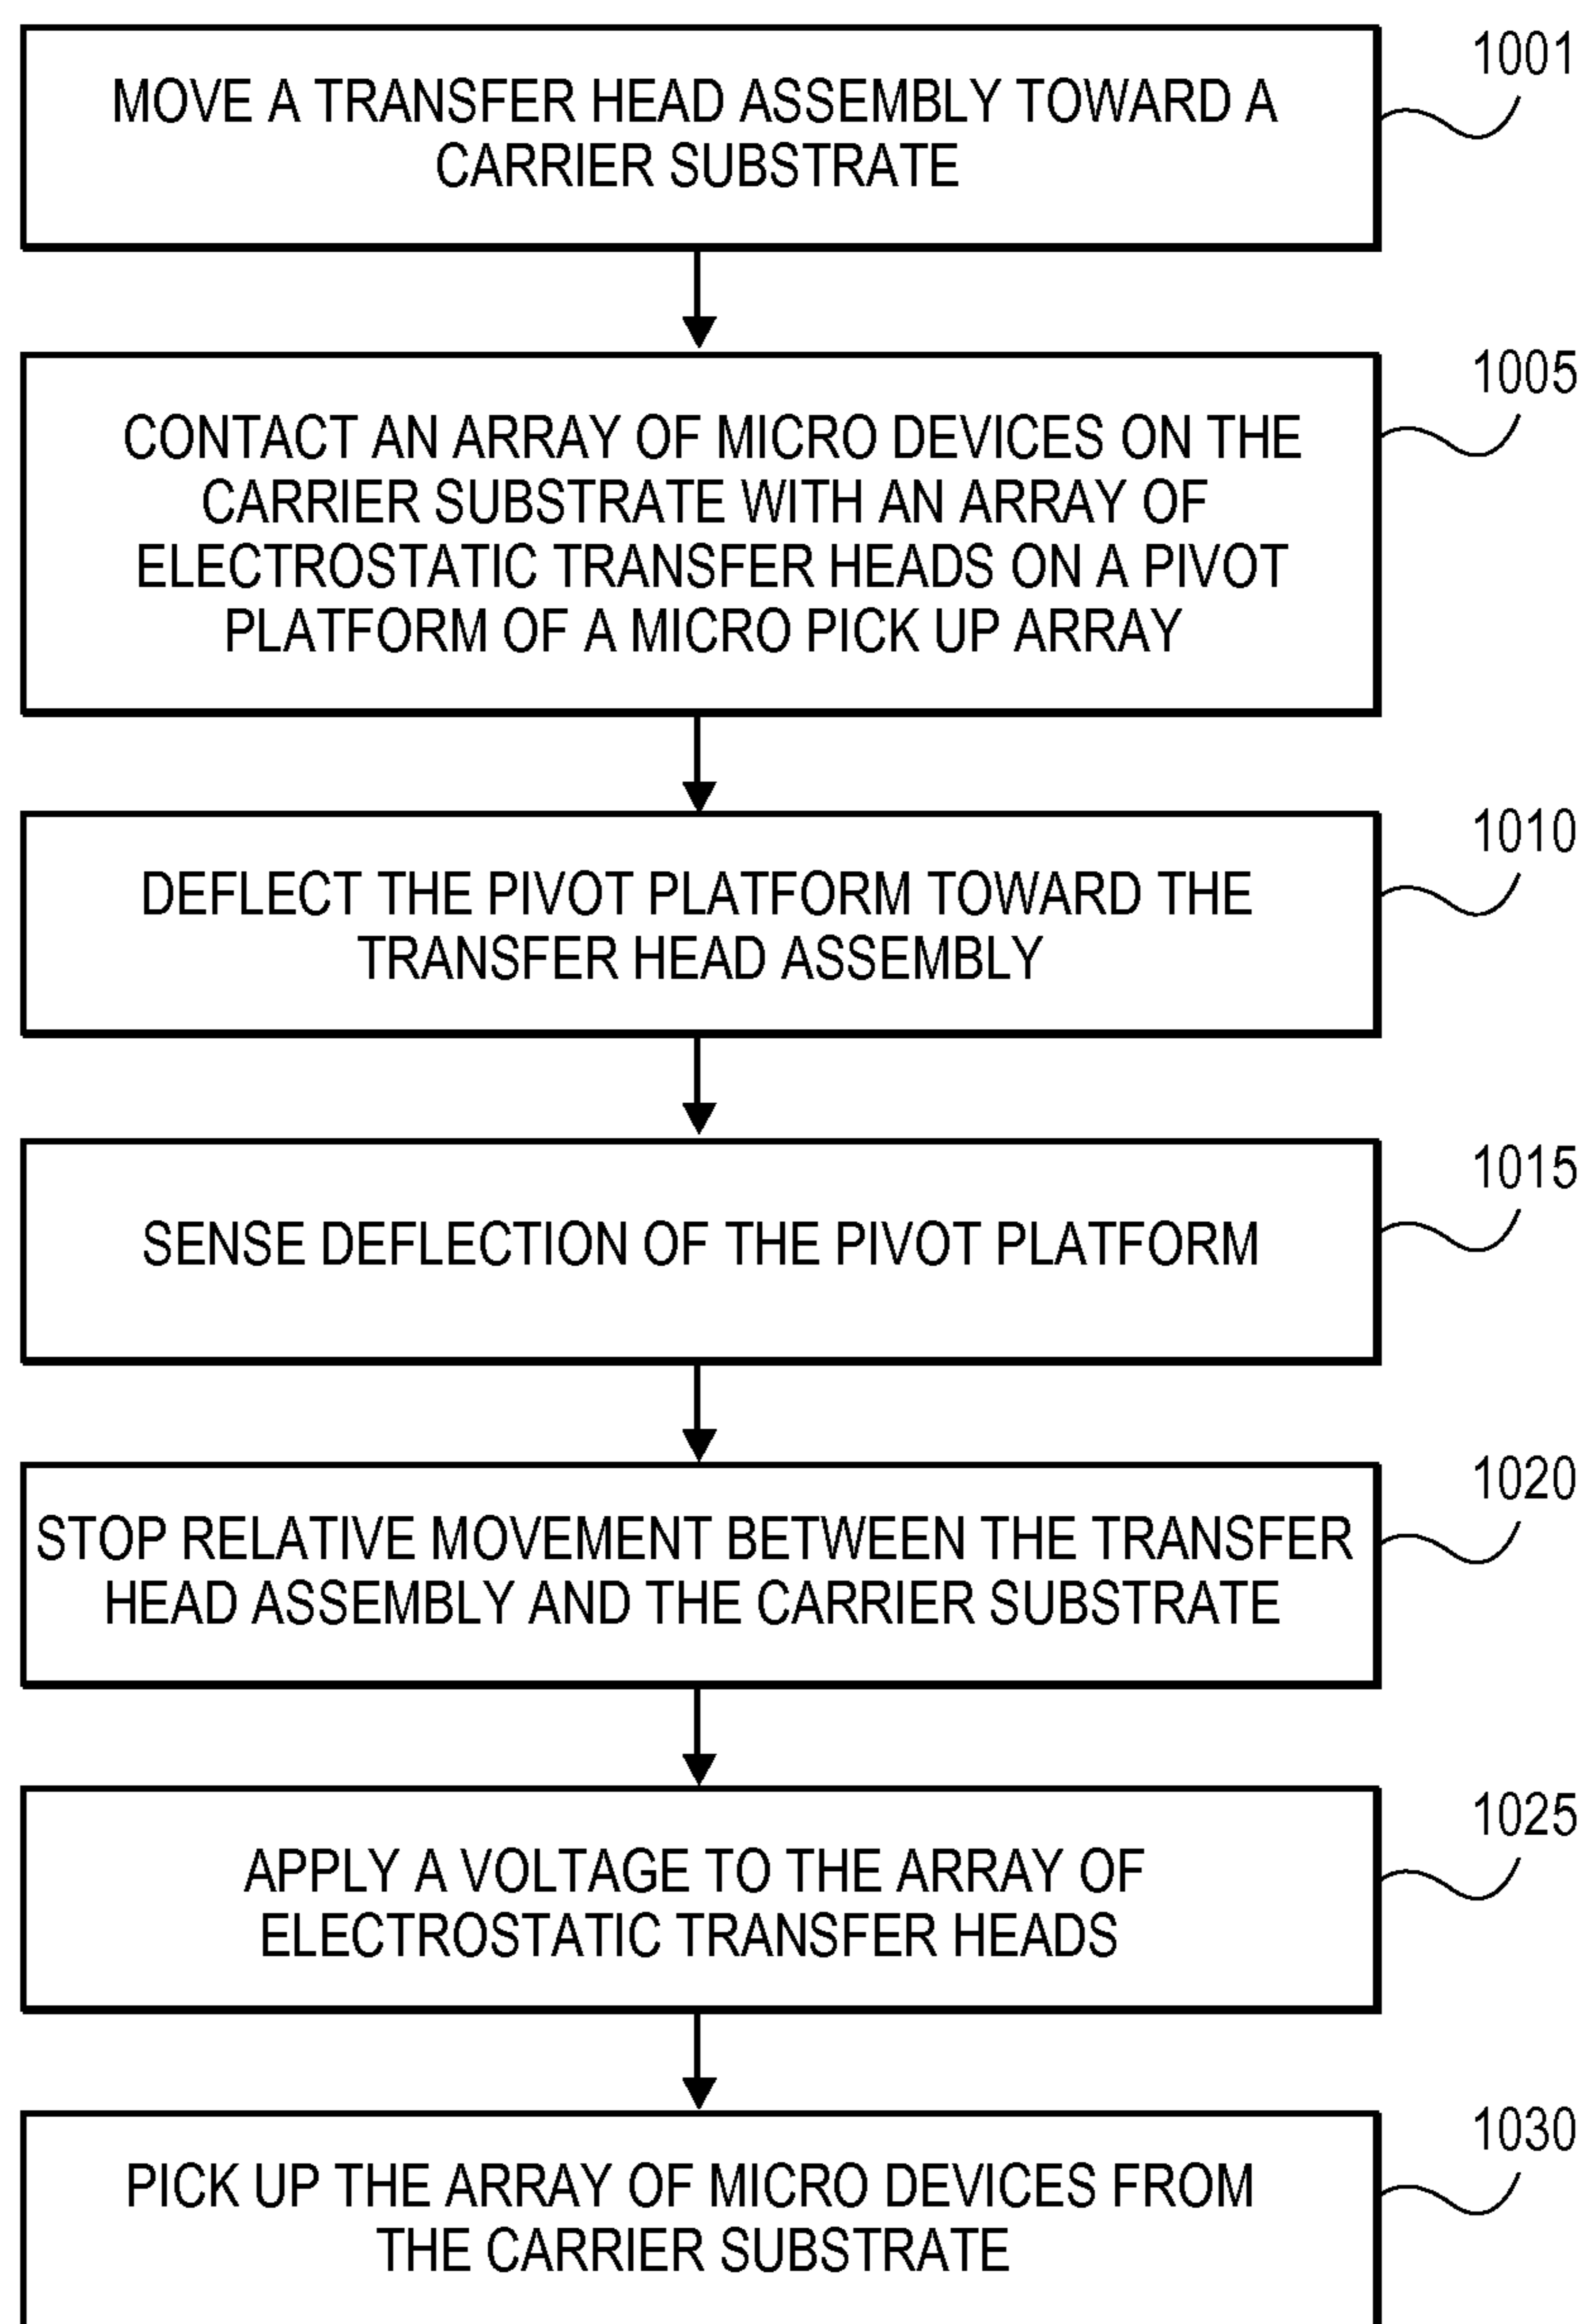 1001
MOVE A TRANSFER HEAD ASSEMBLY TOWARD A
CARRIER SUBSTRATE
1005
CONTACT AN ARRAY OF MICRO DEVICES ON THE
CARRIER SUBSTRATE WITH AN ARRAY OF
ELECTROSTATIC TRANSFER HEADS ON A PIVOT
PLATFORM OF A MICRO PICK UP ARRAY
1010
DEFLECT THE PIVOT PLATFORM TOWARD THE
TRANSFER HEAD ASSEMBLY
1015
SENSE DEFLECTION OF THE PIVOT PLATFORM
1020
STOP RELATIVE MOVEMENT BETWEEN THE TRANSFER
HEAD ASSEMBLY AND THE CARRIER SUBSTRATE
1025
APPLY A VOLTAGE TO THE ARRAY OF
ELECTROSTATIC TRANSFER HEADS
1030
PICK UP THE ARRAY OF MICRO DEVICES FROM
THE CARRIER SUBSTRATE